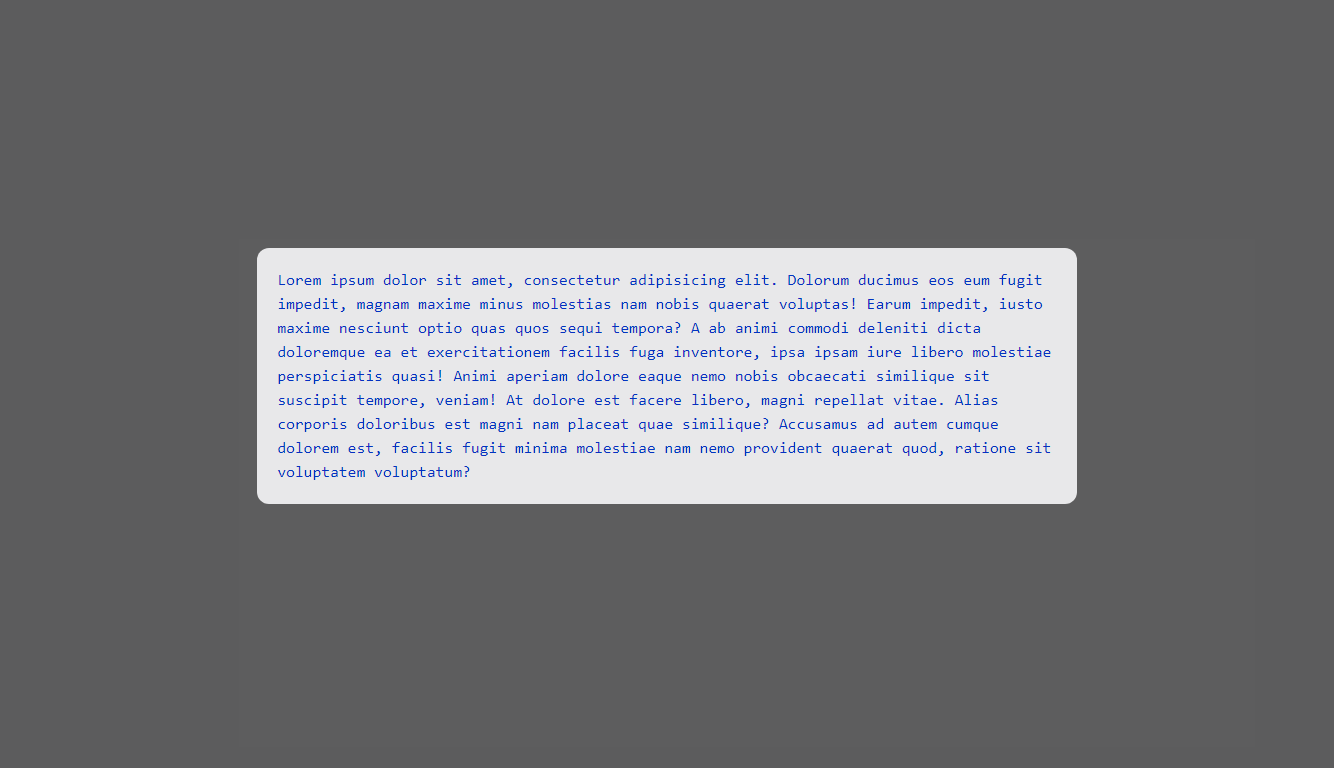 Lorem ipsum dolor sit amet, consectetur adipisicing elit. Dolorum ducimus eos eum fugit
impedit, magnam maxime minus molestias nam nobis quaerat voluptas! Earum impedit, iusto
maxime nesciunt optio quas quos sequi tempora? A ab animi commodi deleniti dicta
doloremque ea et exercitationem facilis fuga inventore, ipsa ipsam iure libero molestiae
perspiciatis quasi! Animi aperiam dolore eaque nemo nobis obcaecati similique sit
suscipit tempore, veniam! At dolore est facere libero, magni repellat vitae. Alias
corporis doloribus est magni nam placeat quae similique? Accusamus ad autem cumque
dolorem est, facilis fugit minima molestiae nam nemo provident quaerat quod, ratione sit
voluptatem voluptatum?